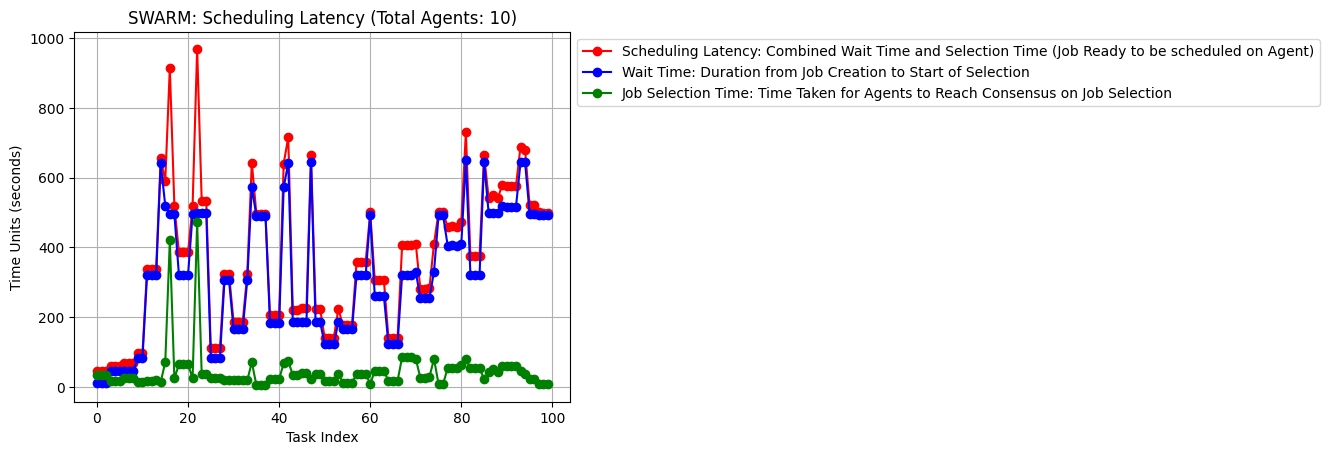 SWARM: Scheduling Latency (Total Agents: 10)
Scheduling Latency: Combined Wait Time and Selection Time (Job Ready to be scheduled on Agent)
Wait Time: Duration from Job Creation to Start of Selection
Job Selection Time: Time Taken for Agents to Reach Consensus on Job Selection
Time Units (seconds)
1000
800
600
400
200
0
0 20 40 60 80 100
Task Index